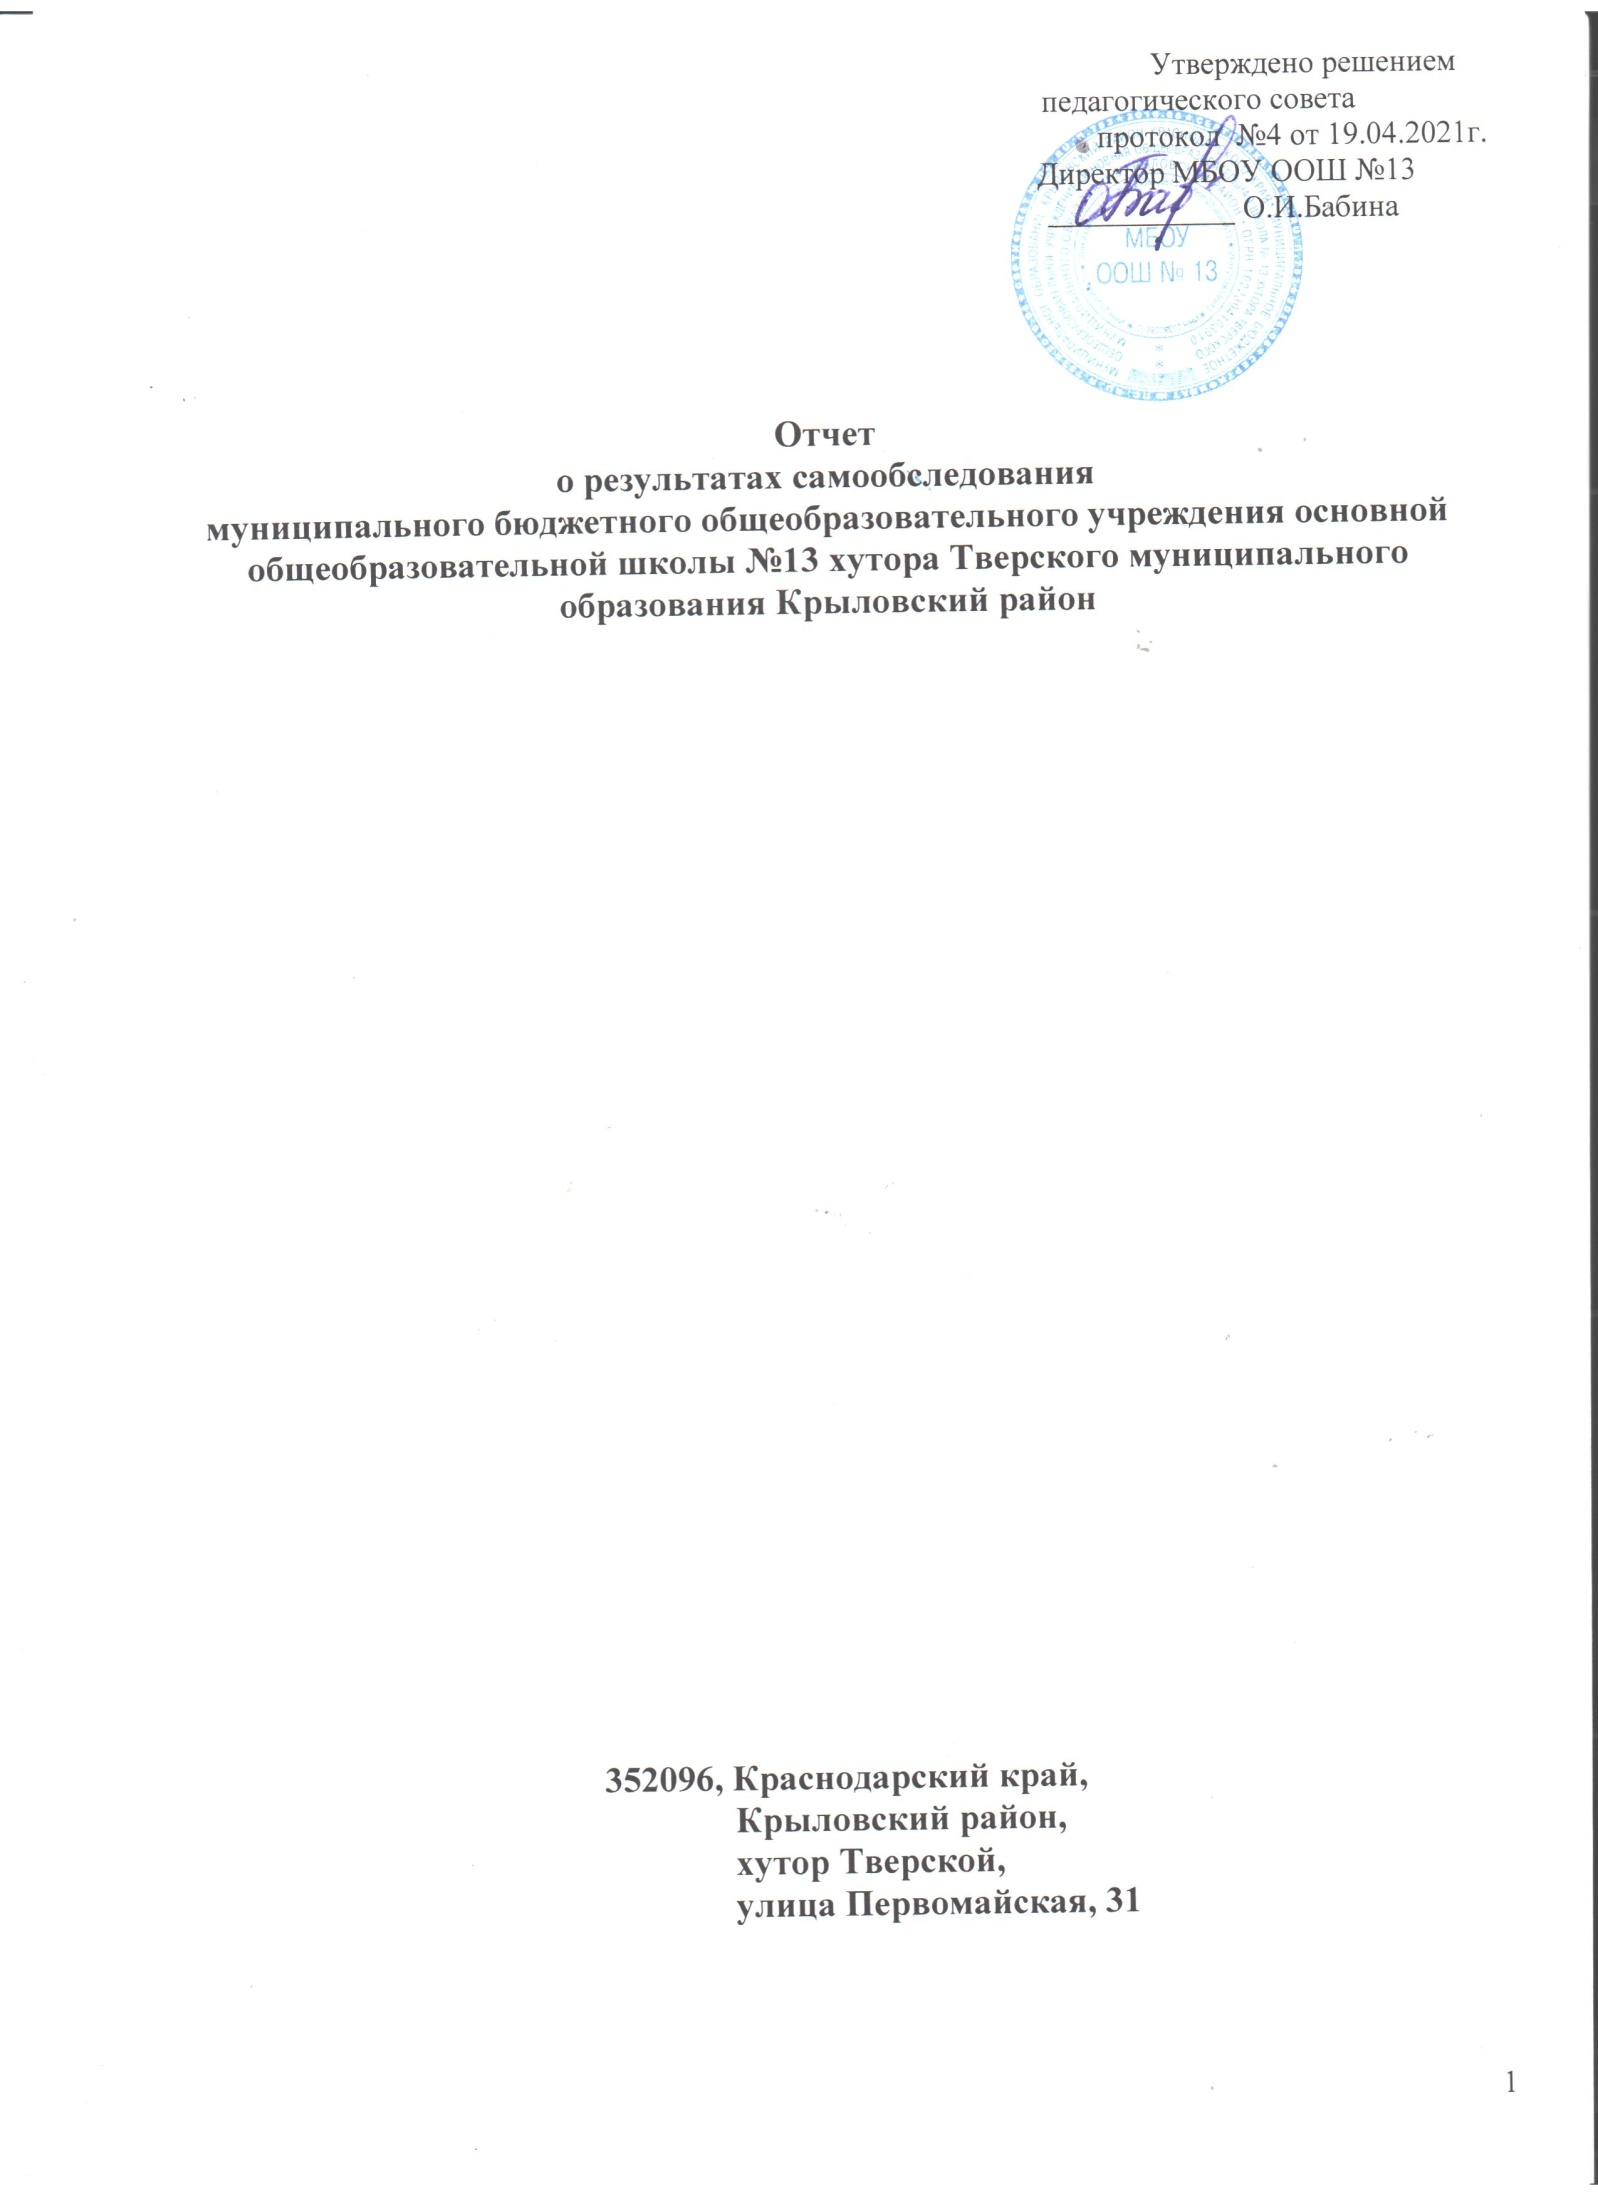 Утверждено решением
педагогического совета
протокол №4 от 19.04.2021г.
Директор МБОУ ООШ №13
О.И.Бабина
МБОУ
ООШ № 13
Отчет
о результатах самообследования
муниципального бюджетного общеобразовательного учреждения основной
общеобразовательной школы №13 хутора Тверского муниципального
образования Крыловский район
352096, Краснодарский край,
Крыловский район,
хутор Тверской,
улица Первомайская, 31
1